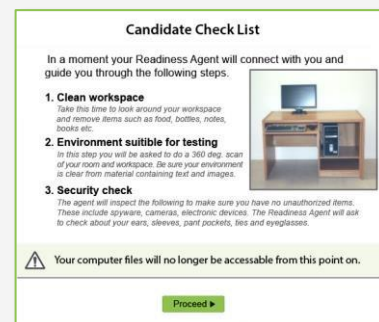 Candidate Check List
In a moment your Readiness Agent will connect with you and
guide you through the following steps.
1. Clean workspace
Take this time to look around your workspace
and remove items such as food, bottles, notes,
books etc.
2. Environment suitible for testing
In this step you will be asked to do a 360 deg. scan
of your room and workspace. Be sure your environment
is clear from material containing text and images.
3. Security check
The agent will inspect the following to make sure you have no unauthorized items.
These include spyware, cameras, electronic devices. The Readiness Agent will ask
to check about your ears, sleeves, pant pockets, ties and eyeglasses.
Your computer files will no longer be accessable from this point on.
Proceed